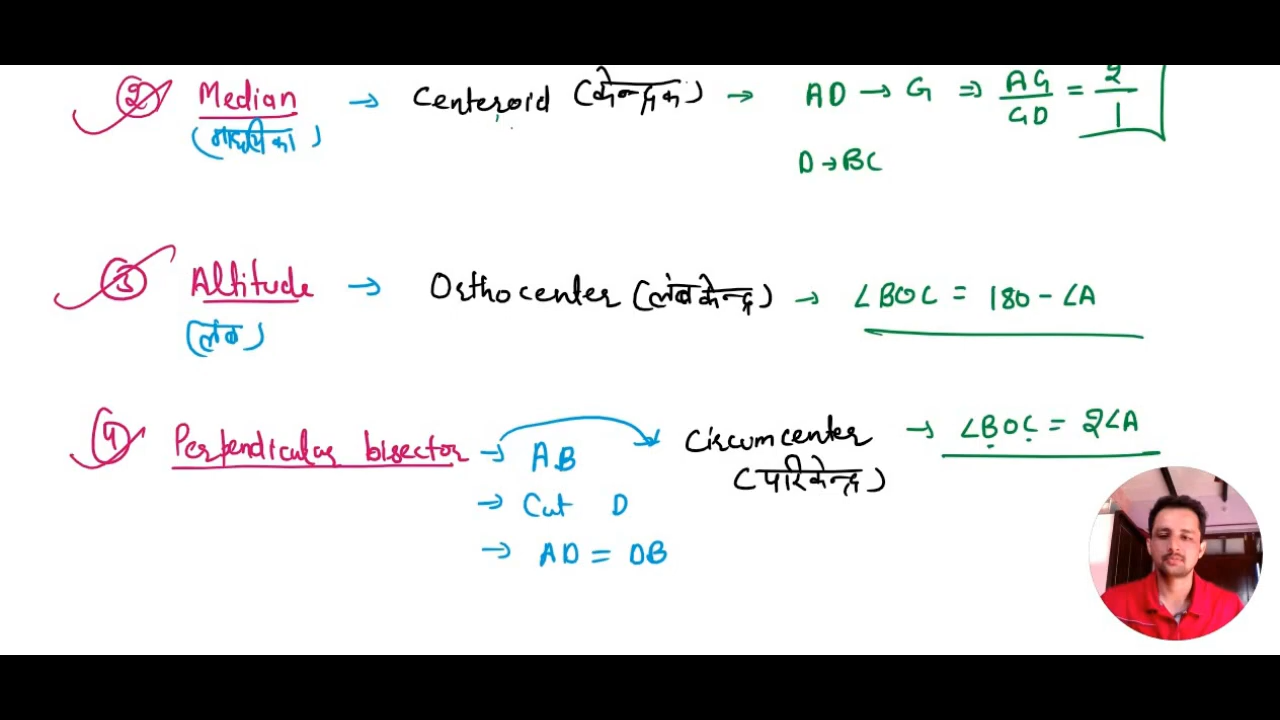 ② Median → Centeroid (केन्द्रक) → AD → G ⇒ AG/GD = 2/1
(माध्यिका) D → BC
③ Altitude → Orthocenter (लंबकेन्द्र) → ∠BOC = 180 - ∠A
(लंब)
④ Perpendicular bisector → AB → Circumcenter → ∠BOC = 2∠A
(परिकेन्द्र)
→ Cut D
→ AD = DB